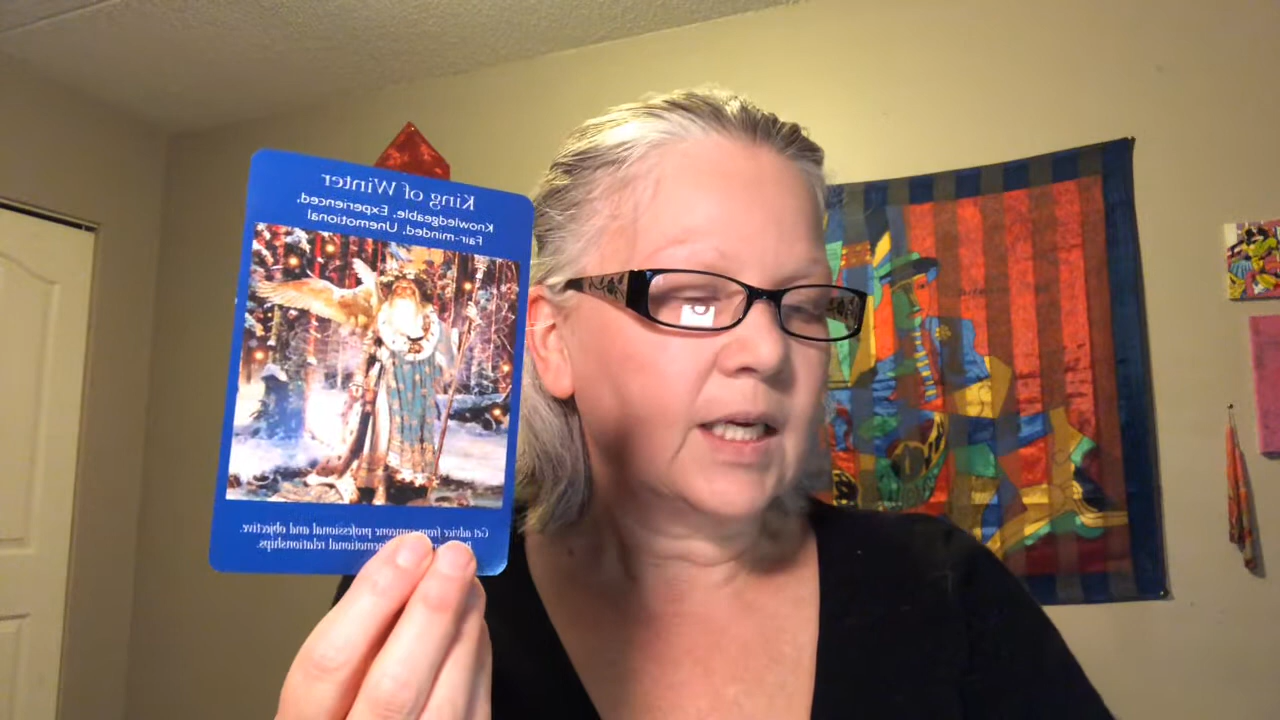 King of Winter
Knowledgeable, Experienced,
Fair-minded, Unemotional
Get advice from someone professional and objective.
relationships.